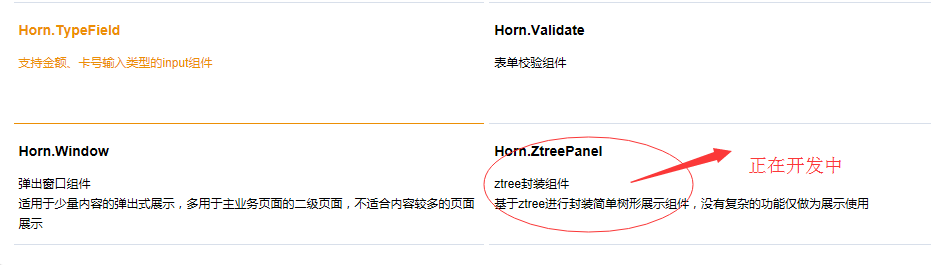 Horn.TypeField
支持金额、卡号输入类型的input组件
Horn.Validate
表单校验组件
Horn.Window
弹出窗口组件
适用于少量内容的弹出式展示，多用于主业务页面的二级页面，不适合内容较多的页面
展示
Horn.ZtreePanel
ztree封装组件
基于ztree进行封装简单树形展示组件，没有复杂的功能仅做为展示使用
正在开发中